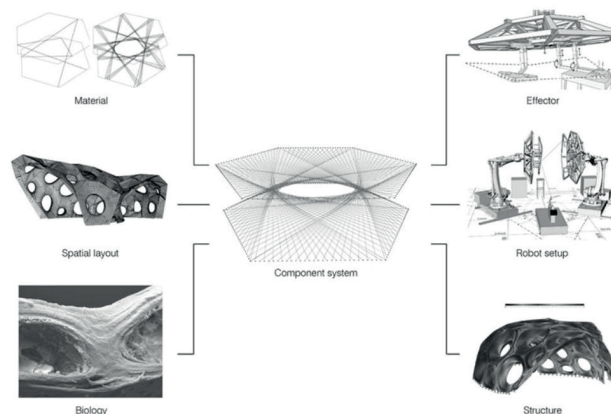 Material
Effector
Spatial layout
Component system
Robot setup
Biology
Structure